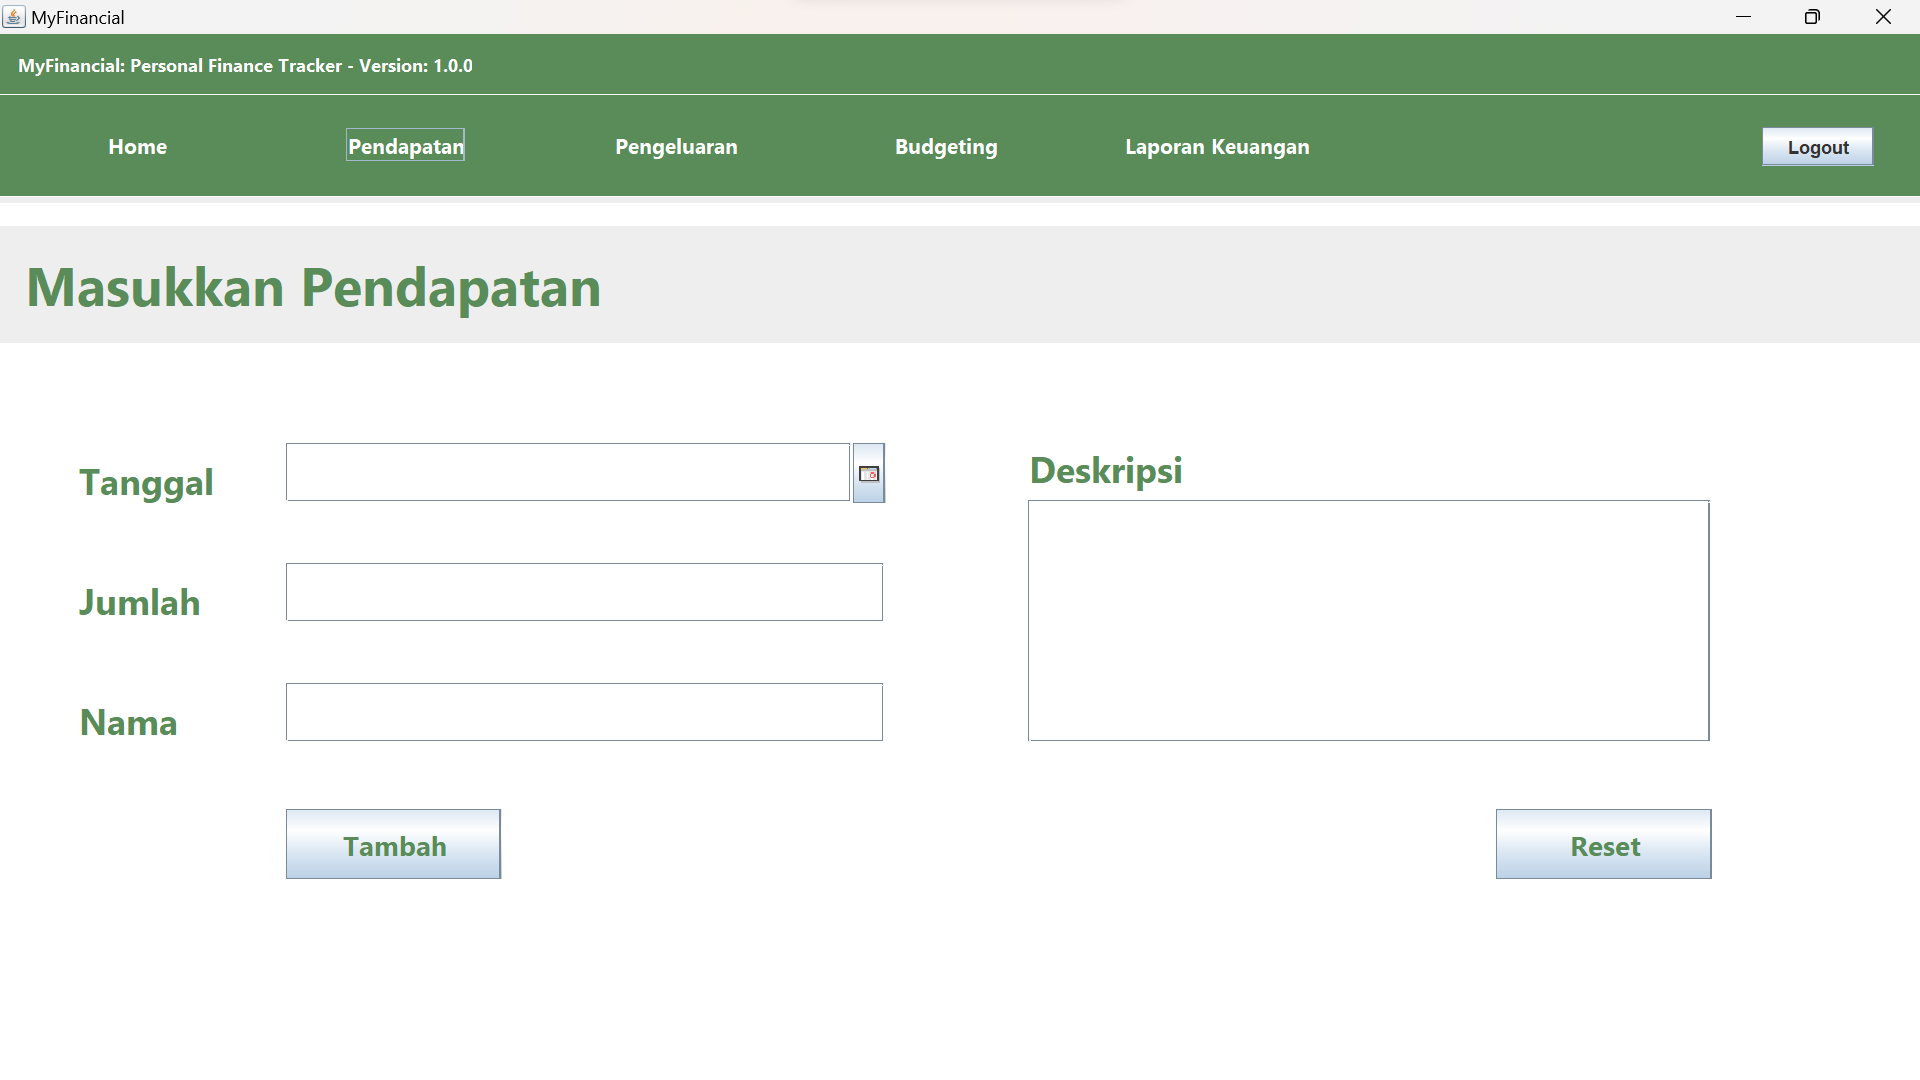 MyFinancial
MyFinancial: Personal Finance Tracker - Version: 1.0.0
Home Pendapatan Pengeluaran Budgeting Laporan Keuangan Logout
Masukkan Pendapatan
Tanggal
Deskripsi
Jumlah
Nama
Tambah Reset